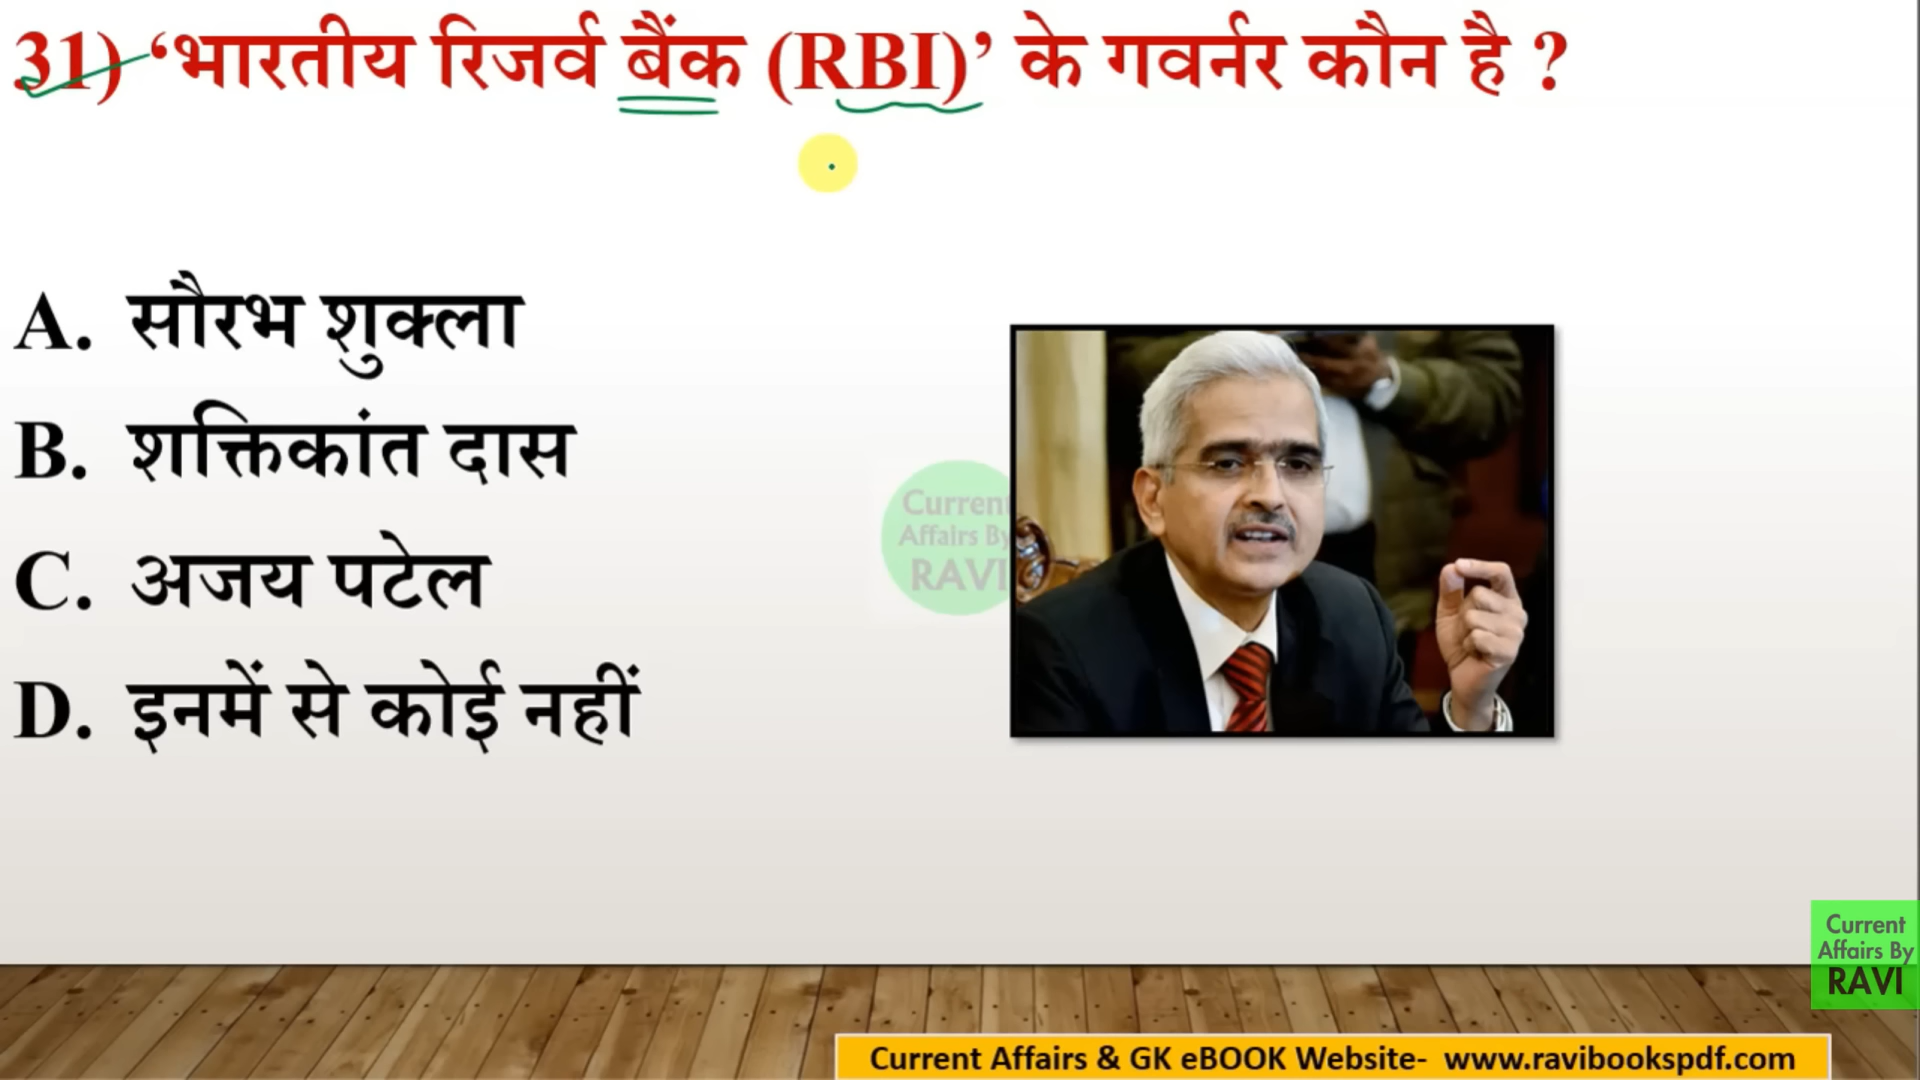 31) ‘भारतीय रिजर्व बैंक (RBI)’ के गवर्नर कौन है ?
A. सौरभ शुक्ला
B. शक्तिकांत दास
C. अजय पटेल
D. इनमें से कोई नहीं
Current
Affairs By
RAVI
Current
Affairs By
RAVI
Current Affairs & GK eBOOK Website- www.ravibookspdf.com